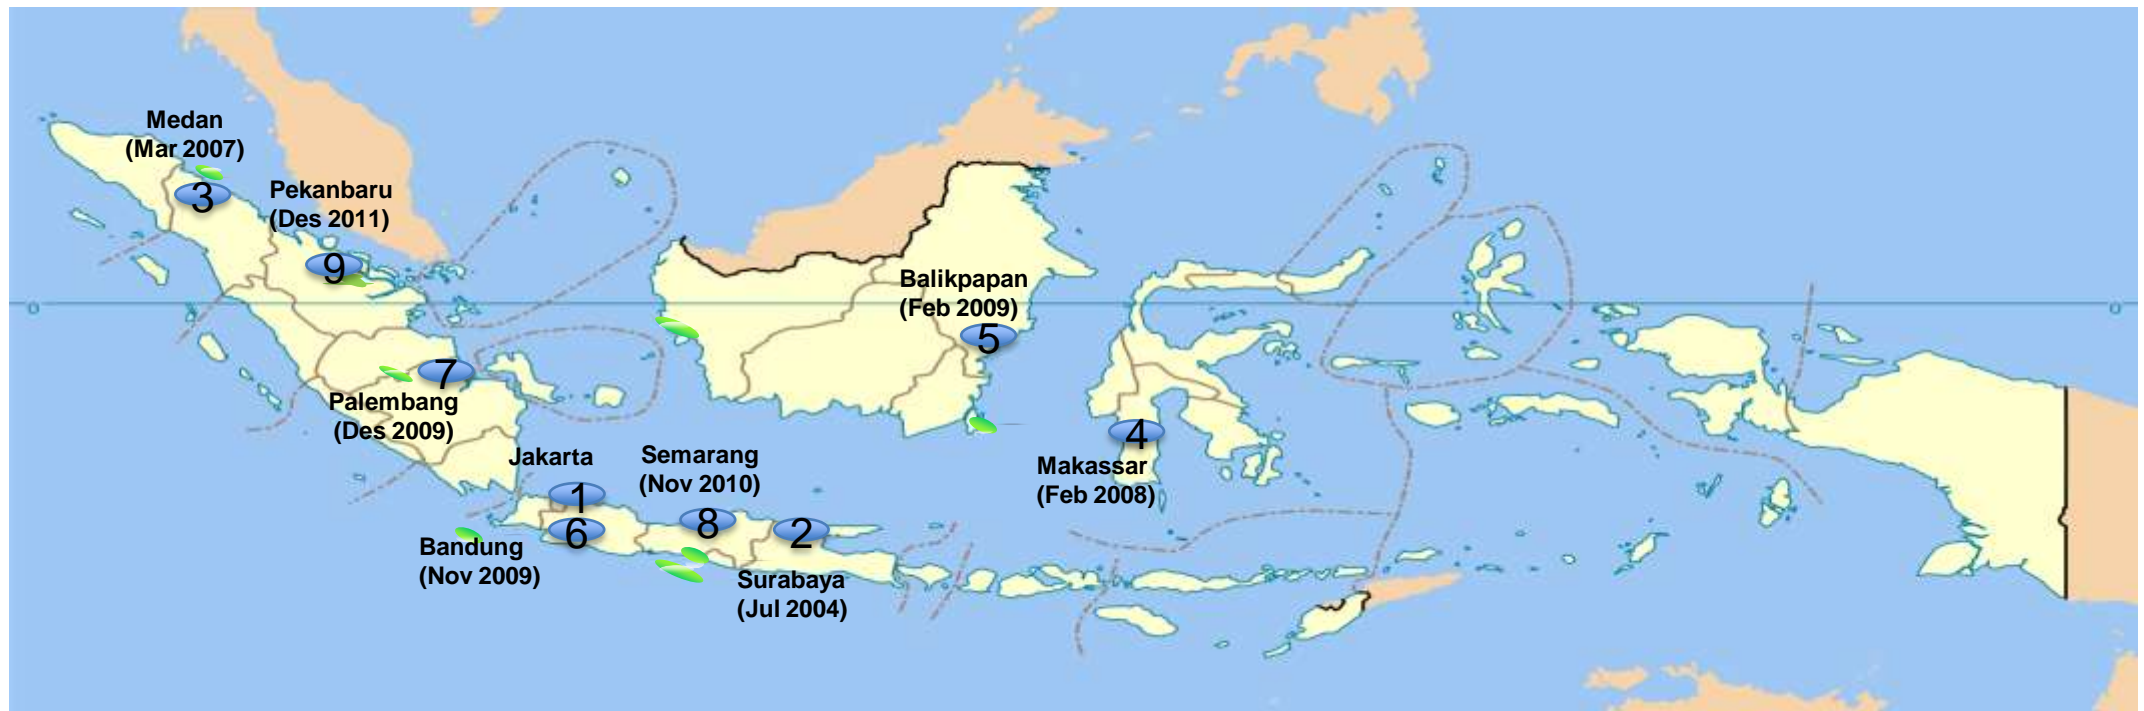 Medan
(Mar 2007)
3
Pekanbaru
(Des 2011)
9
Balikpapan
(Feb 2009)
5
0
0
7
Palembang
(Des 2009)
4
Makassar
(Feb 2008)
Jakarta
1
Semarang
(Nov 2010)
8
2
6
Bandung
(Nov 2009)
Surabaya
(Jul 2004)